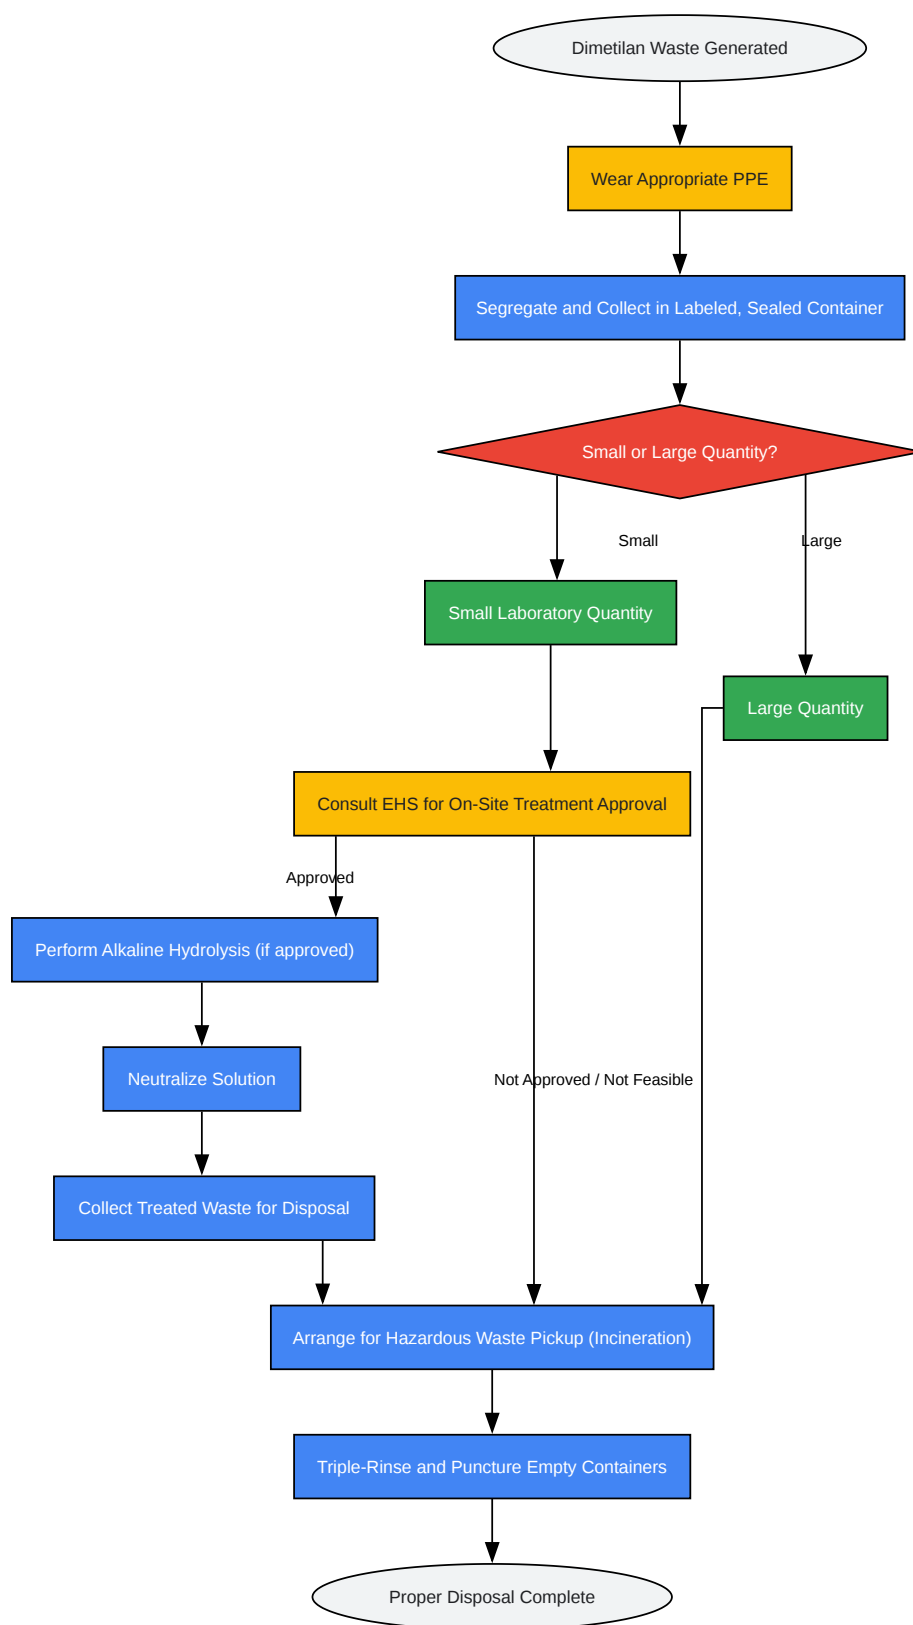 Dimetilan Waste Generated
Wear Appropriate PPE
Segregate and Collect in Labeled, Sealed Container
Small or Large Quantity?
Small
Large
Small Laboratory Quantity
Large Quantity
Consult EHS for On-Site Treatment Approval
Approved
Perform Alkaline Hydrolysis (if approved)
Neutralize Solution
Not Approved / Not Feasible
Collect Treated Waste for Disposal
Arrange for Hazardous Waste Pickup (Incineration)
Triple-Rinse and Puncture Empty Containers
Proper Disposal Complete